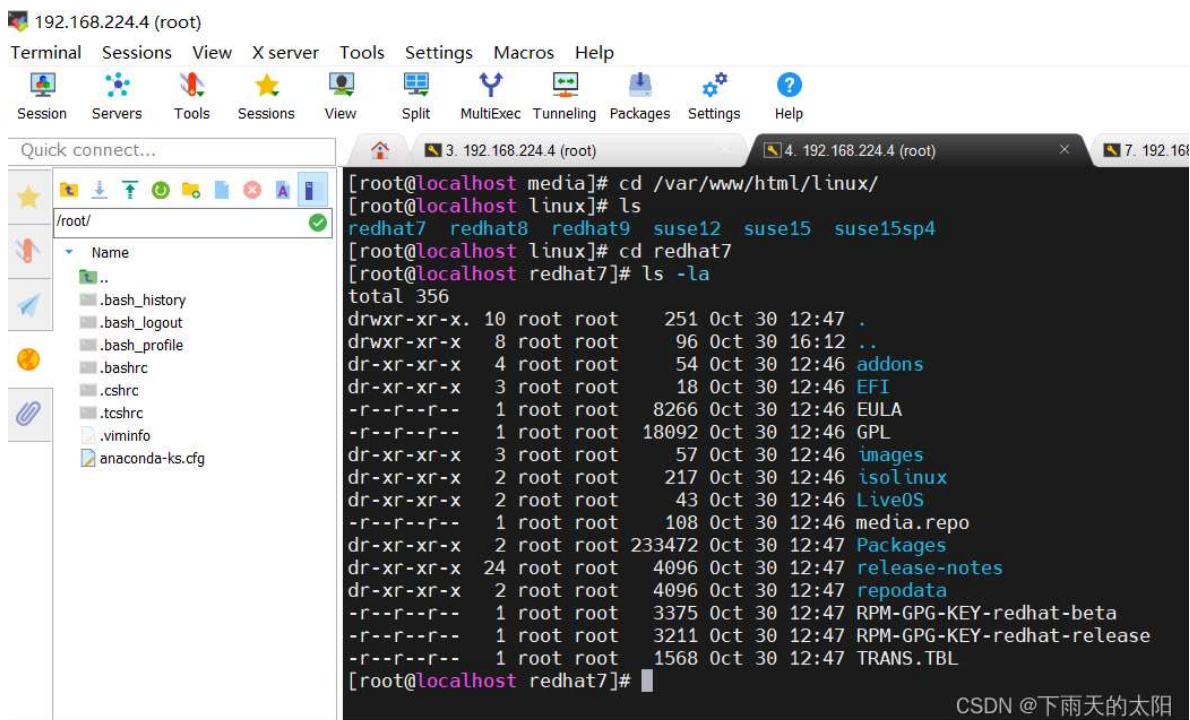 192.168.224.4 (root)
Terminal Sessions View X server Tools Settings Macros Help
Session Servers Tools Sessions View Split MultiExec Tunneling Packages Settings Help
Quick connect...
3. 192.168.224.4 (root)
4. 192.168.224.4 (root)
7. 192.168
/root/
Name
..
.bash_history
.bash_logout
.bash_profile
.bashrc
.cshrc
.tcshrc
.viminfo
anaconda-ks.cfg
[root@localhost media]# cd /var/www/html/linux/
[root@localhost linux]# ls
redhat7 redhat8 redhat9 suse12 suse15 suse15sp4
[root@localhost linux]# cd redhat7
[root@localhost redhat7]# ls -la
total 356
drwxr-xr-x. 10 root root 251 Oct 30 12:47 .
drwxr-xr-x 8 root root 96 Oct 30 16:12 ..
dr-xr-xr-x 4 root root 54 Oct 30 12:46 addons
dr-xr-xr-x 3 root root 18 Oct 30 12:46 EFI
-r--r--r-- 1 root root 8266 Oct 30 12:46 EULA
-r--r--r-- 1 root root 18092 Oct 30 12:46 GPL
dr-xr-xr-x 3 root root 57 Oct 30 12:46 images
dr-xr-xr-x 2 root root 217 Oct 30 12:46 isolinux
dr-xr-xr-x 2 root root 43 Oct 30 12:46 LiveOS
-r--r--r-- 1 root root 108 Oct 30 12:46 media.repo
dr-xr-xr-x 2 root root 233472 Oct 30 12:47 Packages
dr-xr-xr-x 24 root root 4096 Oct 30 12:47 release-notes
dr-xr-xr-x 2 root root 4096 Oct 30 12:47 repodata
-r--r--r-- 1 root root 3375 Oct 30 12:47 RPM-GPG-KEY-redhat-beta
-r--r--r-- 1 root root 3211 Oct 30 12:47 RPM-GPG-KEY-redhat-release
-r--r--r-- 1 root root 1568 Oct 30 12:47 TRANS.TBL
[root@localhost redhat7]#
CSDN @下雨天的太阳